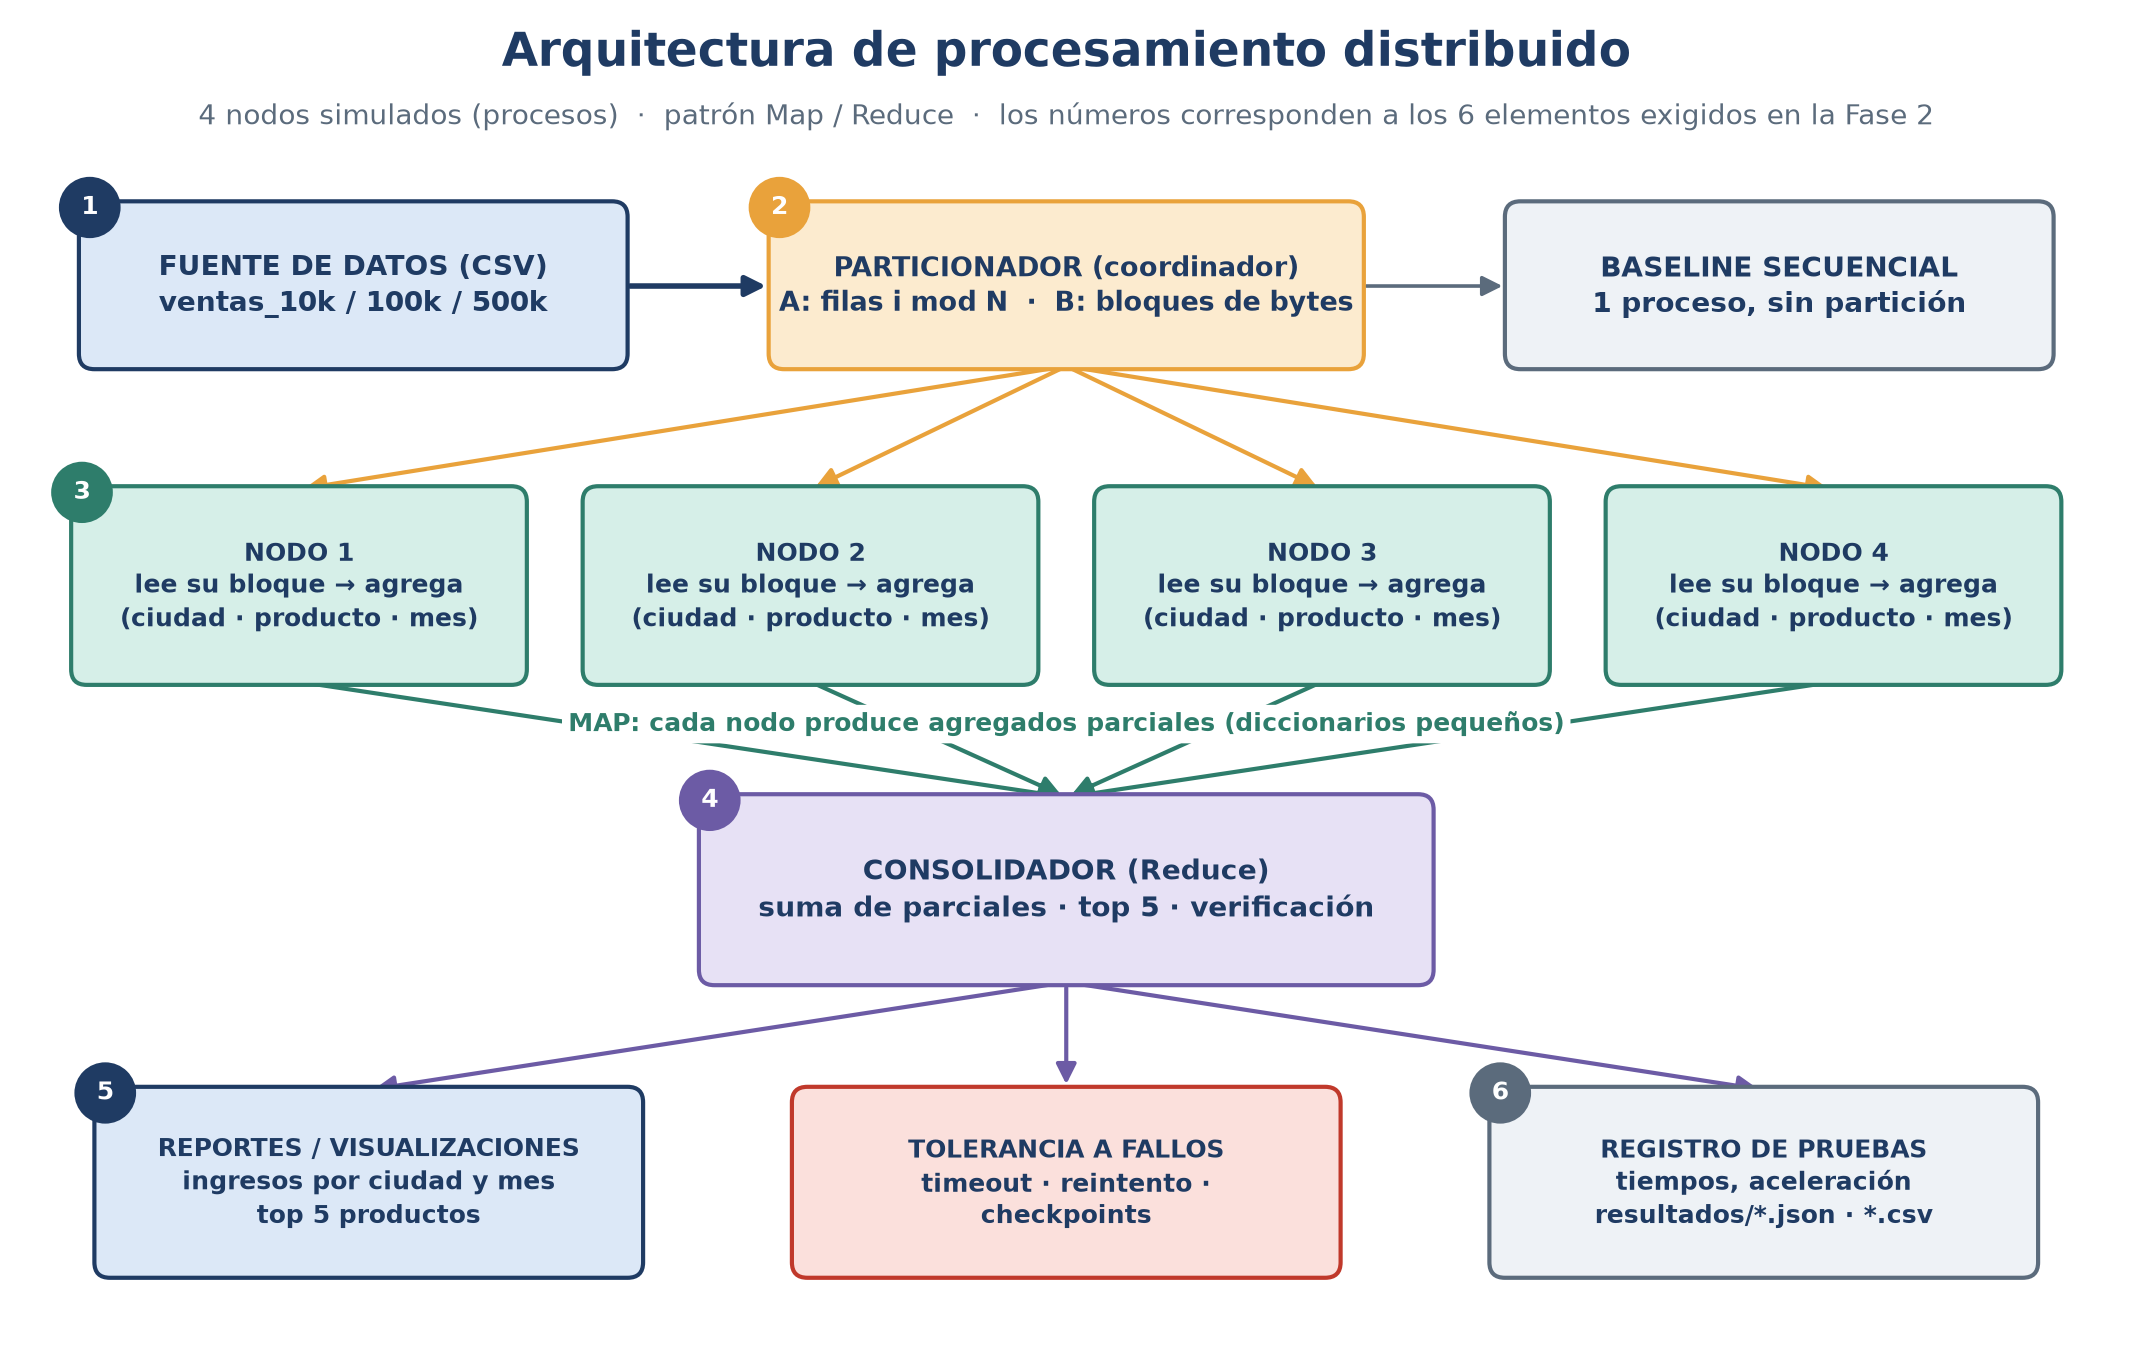 Arquitectura de procesamiento distribuido
4 nodos simulados (procesos) · patrón Map / Reduce · los números corresponden a los 6 elementos exigidos en la Fase 2
1
FUENTE DE DATOS (CSV)
ventas_10k / 100k / 500k
2
PARTICIONADOR (coordinador)
A: filas i mod N · B: bloques de bytes
BASELINE SECUENCIAL
1 proceso, sin partición
3
NODO 1
lee su bloque → agrega
(ciudad · producto · mes)
NODO 2
lee su bloque → agrega
(ciudad · producto · mes)
NODO 3
lee su bloque → agrega
(ciudad · producto · mes)
NODO 4
lee su bloque → agrega
(ciudad · producto · mes)
MAP: cada nodo produce agregados parciales (diccionarios pequeños)
4
CONSOLIDADOR (Reduce)
suma de parciales · top 5 · verificación
5
REPORTES / VISUALIZACIONES
ingresos por ciudad y mes
top 5 productos
TOLERANCIA A FALLOS
timeout · reintento ·
checkpoints
6
REGISTRO DE PRUEBAS
tiempos, aceleración
resultados/*.json · *.csv